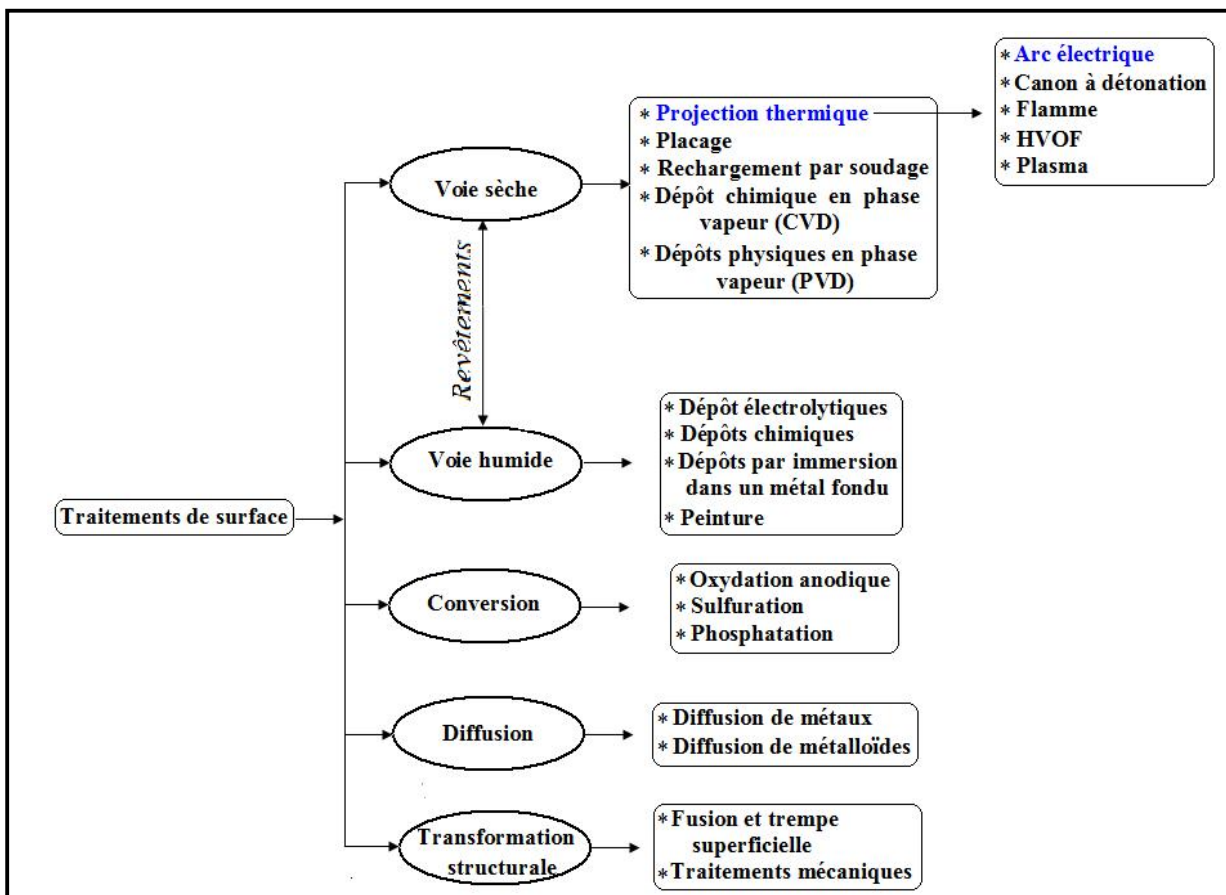 * Arc électrique
* Canon à détonation
* Flamme
* HVOF
* Plasma
* Projection thermique
* Placage
* Rechargement par soudage
* Dépôt chimique en phase
vapeur (CVD)
* Dépôts physiques en phase
vapeur (PVD)
Voie sèche
Revêtements
Voie humide
* Dépôt électrolytiques
* Dépôts chimiques
* Dépôts par immersion
dans un métal fondu
* Peinture
Traitements de surface
Conversion
* Oxydation anodique
* Sulfuration
* Phosphatation
Diffusion
* Diffusion de métaux
* Diffusion de métalloïdes
Transformation
structurale
* Fusion et trempe
superficielle
* Traitements mécaniques